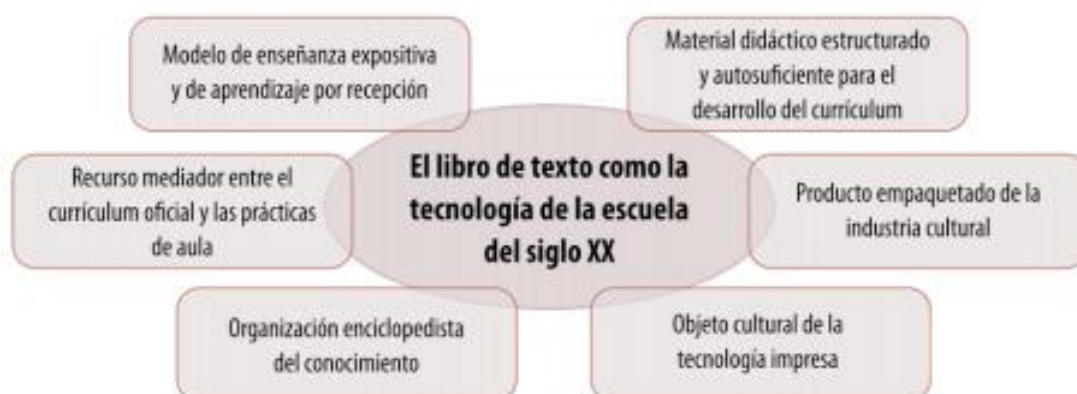 Modelo de enseñanza expositiva
y de aprendizaje por recepción
Material didáctico estructurado
y autosuficiente para el
desarrollo del currículum
El libro de texto como la
tecnología de la escuela
del siglo XX
Recurso mediador entre el
currículum oficial y las prácticas
de aula
Producto empaquetado de la
industria cultural
Organización enciclopedista
del conocimiento
Objeto cultural de la
tecnología impresa